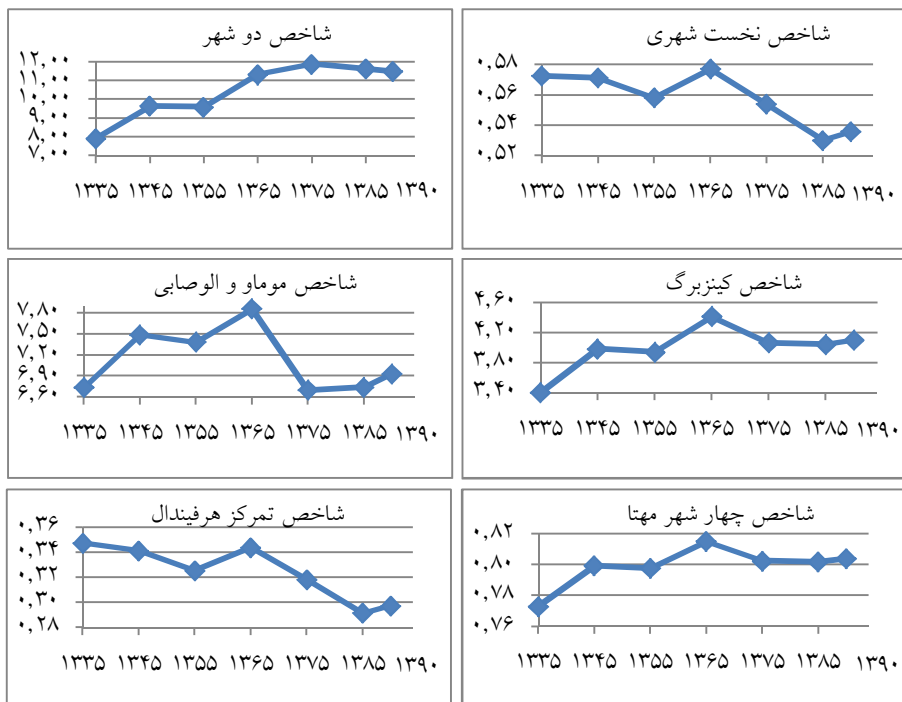 شاخص نخست شهری
۰,۵۸
۰,۵۶
۰,۵۴
۰,۵۲
۱۳۳۵ ۱۳۴۵ ۱۳۵۵ ۱۳۶۵ ۱۳۷۵ ۱۳۸۵ ۱۳۹۰
شاخص دو شهر
۱۲,۰۰
۱۱,۰۰
۱۰,۰۰
۹,۰۰
۸,۰۰
۷,۰۰
۱۳۳۵ ۱۳۴۵ ۱۳۵۵ ۱۳۶۵ ۱۳۷۵ ۱۳۸۵ ۱۳۹۰
شاخص کینزبرگ
۴,۶۰
۴,۲۰
۳,۸۰
۳,۴۰
۱۳۳۵ ۱۳۴۵ ۱۳۵۵ ۱۳۶۵ ۱۳۷۵ ۱۳۸۵ ۱۳۹۰
شاخص موماو و الوصابی
۷,۸۰
۷,۵۰
۷,۲۰
۶,۹۰
۶,۶۰
۱۳۳۵ ۱۳۴۵ ۱۳۵۵ ۱۳۶۵ ۱۳۷۵ ۱۳۸۵ ۱۳۹۰
شاخص چهار شهر مهتا
۰,۸۲
۰,۸۰
۰,۷۸
۰,۷۶
۱۳۳۵ ۱۳۴۵ ۱۳۵۵ ۱۳۶۵ ۱۳۷۵ ۱۳۸۵ ۱۳۹۰
شاخص تمرکز هرفیندال
۰,۳۶
۰,۳۴
۰,۳۲
۰,۳۰
۰,۲۸
۱۳۳۵ ۱۳۴۵ ۱۳۵۵ ۱۳۶۵ ۱۳۷۵ ۱۳۸۵ ۱۳۹۰